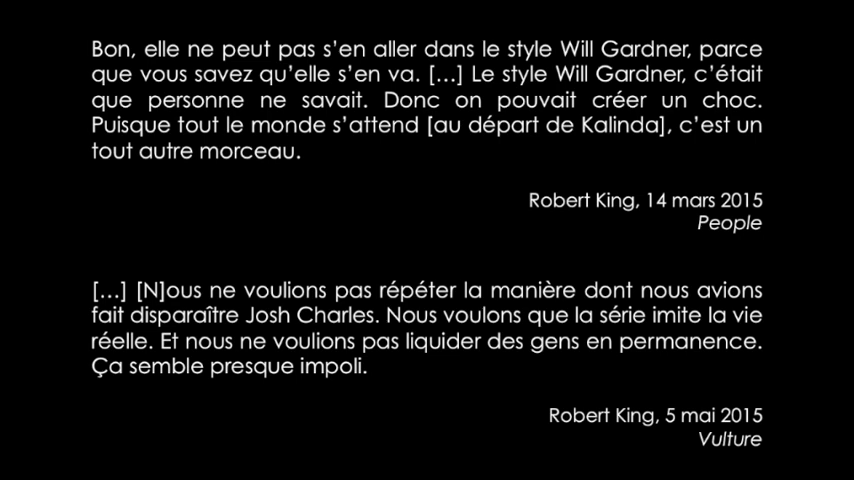 Bon, elle ne peut pas s’en aller dans le style Will Gardner, parce
que vous savez qu’elle s’en va. […] Le style Will Gardner, c’était
que personne ne savait. Donc on pouvait créer un choc.
Puisque tout le monde s’attend [au départ de Kalinda], c’est un
tout autre morceau.
Robert King, 14 mars 2015
People
[…] [N]ous ne voulions pas répéter la manière dont nous avions
fait disparaître Josh Charles. Nous voulons que la série imite la vie
réelle. Et nous ne voulions pas liquider des gens en permanence.
Ça semble presque impoli.
Robert King, 5 mai 2015
Vulture